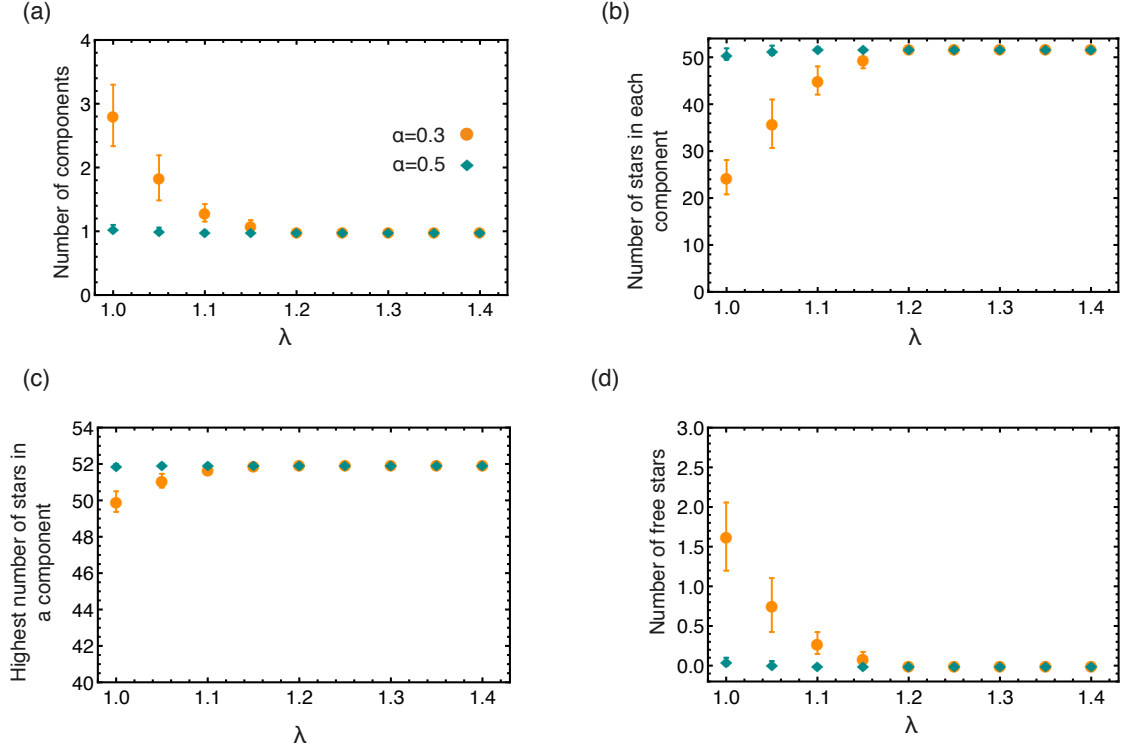 (a)
4
3
2
1
0
Number of components
α=0.3
α=0.5
1.0 1.1 1.2 1.3 1.4
λ
(b)
50
40
30
20
10
0
Number of stars in each
component
1.0 1.1 1.2 1.3 1.4
λ
(c)
54
52
50
48
46
44
42
40
Highest number of stars in
a component
1.0 1.1 1.2 1.3 1.4
λ
(d)
3.0
2.5
2.0
1.5
1.0
0.5
0.0
Number of free stars
1.0 1.1 1.2 1.3 1.4
λ